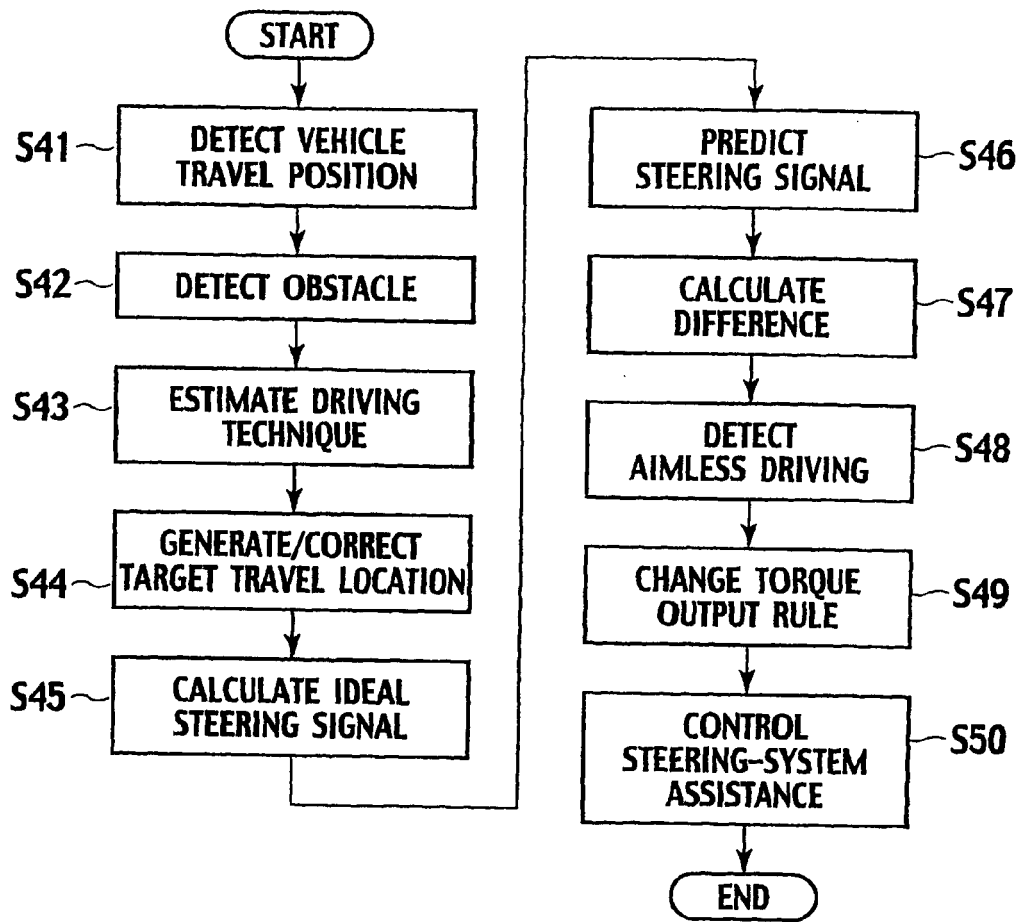 START
S41
DETECT VEHICLE
TRAVEL POSITION
S42
DETECT OBSTACLE
S43
ESTIMATE DRIVING
TECHNIQUE
S44
GENERATE/CORRECT
TARGET TRAVEL LOCATION
S45
CALCULATE IDEAL
STEERING SIGNAL
PREDICT
STEERING SIGNAL
S46
CALCULATE
DIFFERENCE
S47
DETECT
AIMLESS DRIVING
S48
CHANGE TORQUE
OUTPUT RULE
S49
CONTROL
STEERING-SYSTEM
ASSISTANCE
S50
END